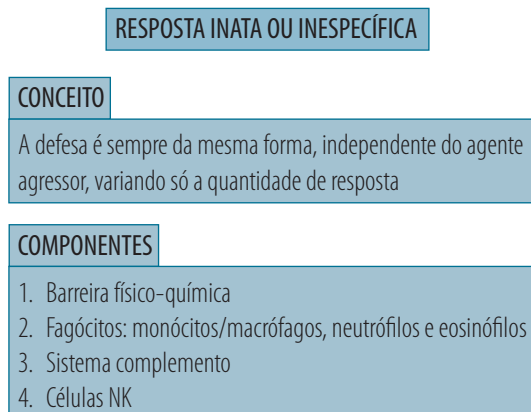 RESPOSTA INATA OU INESPECÍFICA
CONCEITO
A defesa é sempre da mesma forma, independente do agente
agressor, variando só a quantidade de resposta
COMPONENTES
1. Barreira físico-química
2. Fagócitos: monócitos/macrófagos, neutrófilos e eosinófilos
3. Sistema complemento
4. Células NK